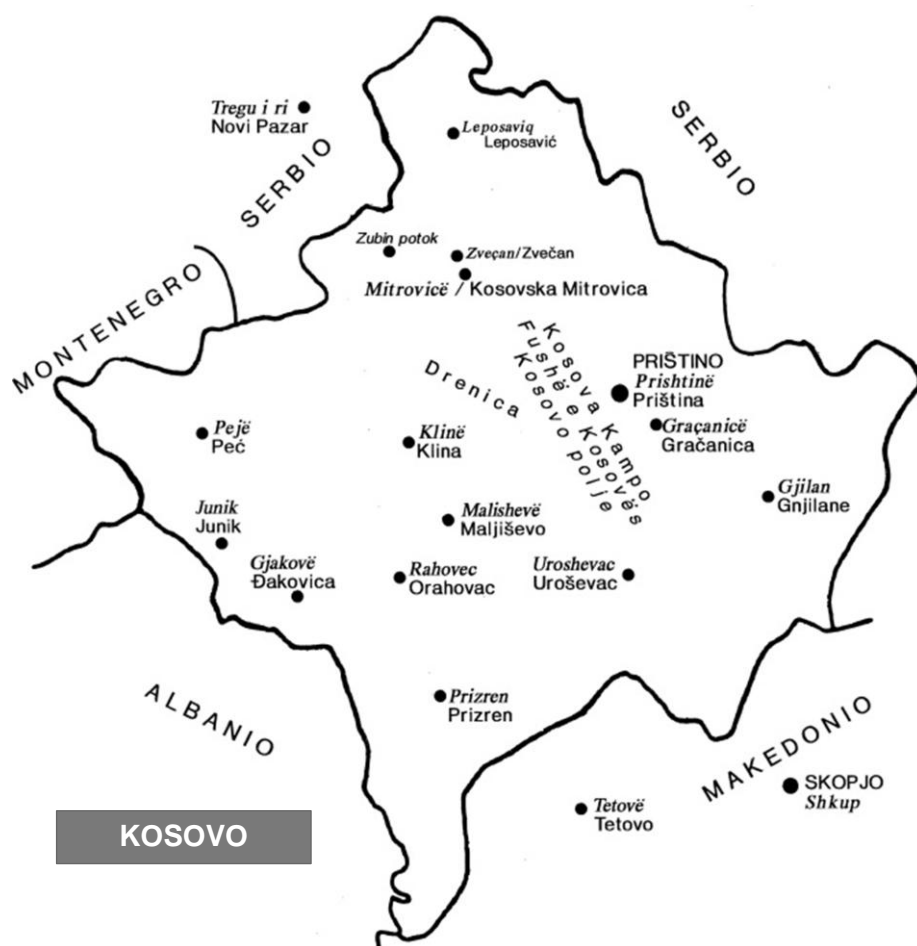 Tregu i ri
Novi Pazar
SERBIO
SERBIO
Leposaviq
Leposavić
Zubin potok
Zveçan/Zvečan
Mitrovicë / Kosovska Mitrovica
MONTENEGRO
Drenica
Kosova Kampo
Fushë e Kosovës
Kosovo polje
PRIŠTINO
Prishtinë
Priština
Graçanicë
Gračanica
Pejë
Peć
Klinë
Klina
Gjilan
Gnjilane
Malishevë
Mališevo
Junik
Junik
Gjakovë
Đakovica
Rahovec
Orahovac
Uroshevac
Uroševac
Prizren
Prizren
ALBANIO
MAKEDONIO
SKOPJO
Shkup
Tetovë
Tetovo
KOSOVO